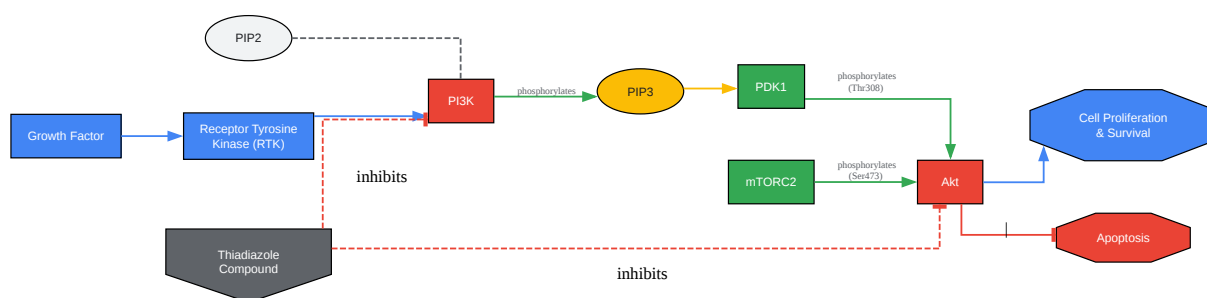 PIP2
PI3K
phosphorylates
PIP3
PDK1
phosphorylates
(Thr308)
Growth Factor
Receptor Tyrosine
Kinase (RTK)
Cell Proliferation
& Survival
inhibits
mTORC2
phosphorylates
(Ser473)
Akt
Thiadiazole
Compound
inhibits
Apoptosis